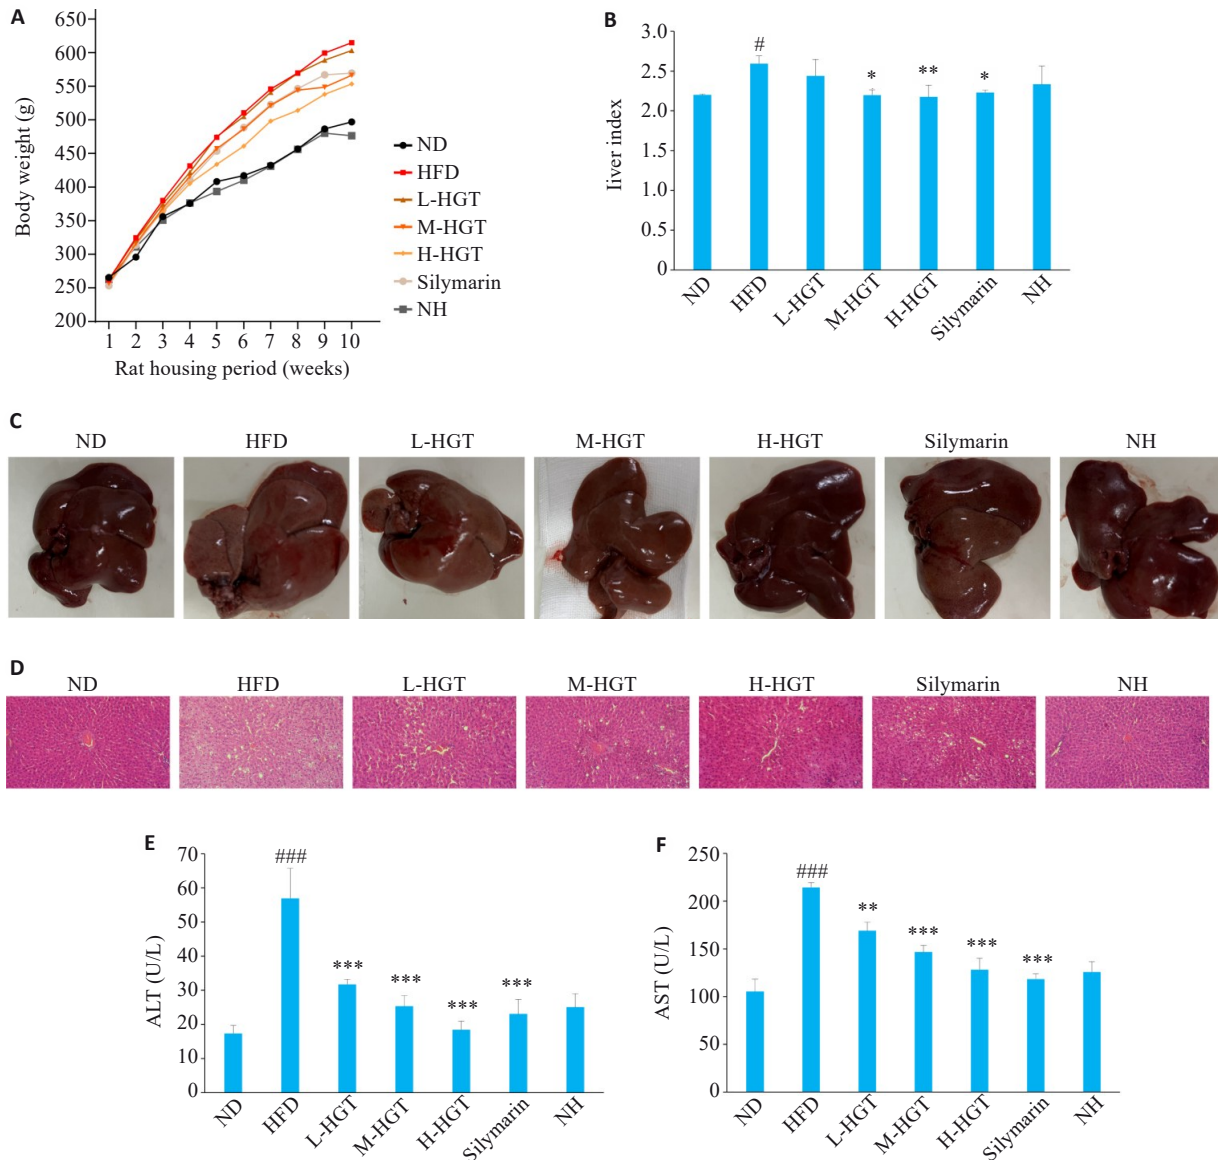 A
650
600
550
500
450
400
350
300
250
200
Body weight (g)
1 2 3 4 5 6 7 8 9 10
Rat housing period (weeks)
ND
HFD
L-HGT
M-HGT
H-HGT
Silymarin
NH
B
3.0
2.5
2.0
1.5
1.0
0.5
0
liver index
# * ** *
ND HFD L-HGT M-HGT H-HGT Silymarin NH
C
ND HFD L-HGT M-HGT H-HGT Silymarin NH
D
ND HFD L-HGT M-HGT H-HGT Silymarin NH
E
70
60
50
40
30
20
10
0
ALT (U/L)
### *** *** *** ***
ND HFD L-HGT M-HGT H-HGT Silymarin NH
F
250
200
150
100
50
0
AST (U/L)
### ** *** *** ***
ND HFD L-HGT M-HGT H-HGT Silymarin NH